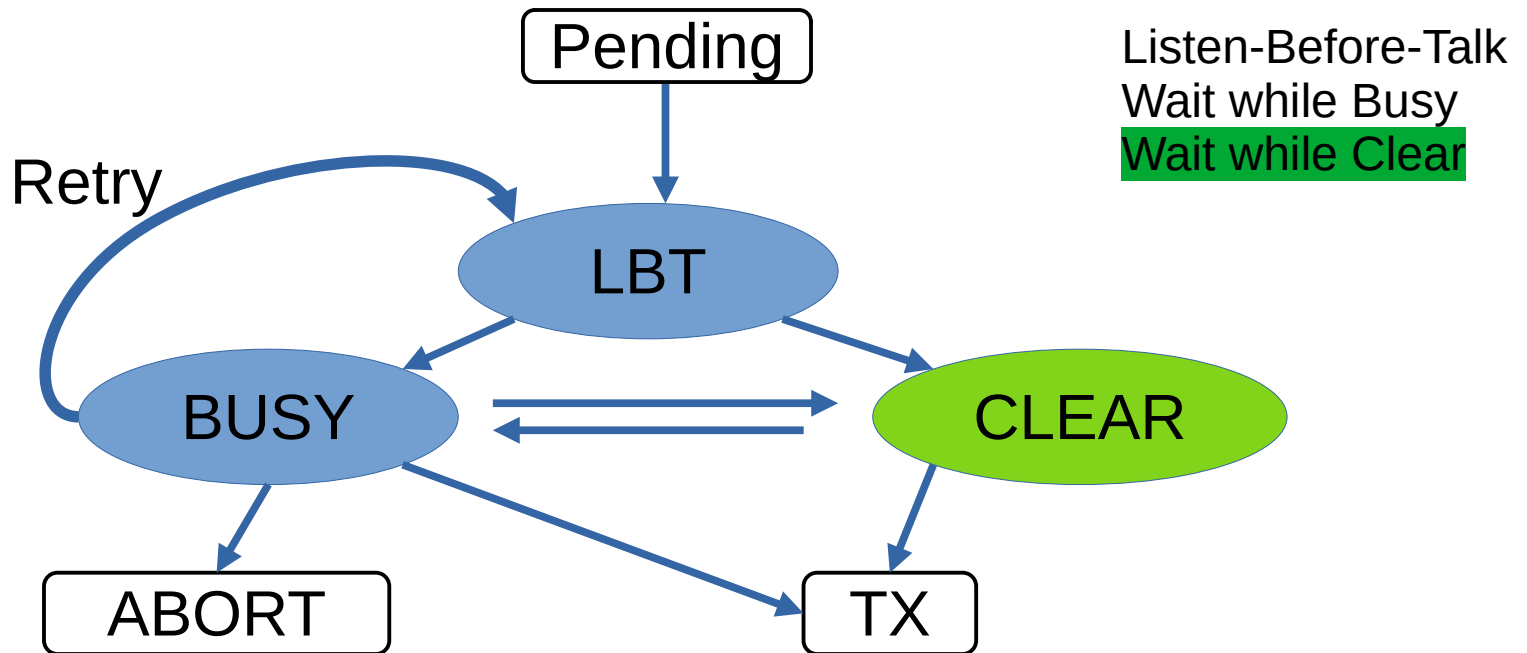 Pending
Listen-Before-Talk
Wait while Busy
Wait while Clear
Retry
LBT
BUSY
CLEAR
ABORT
TX